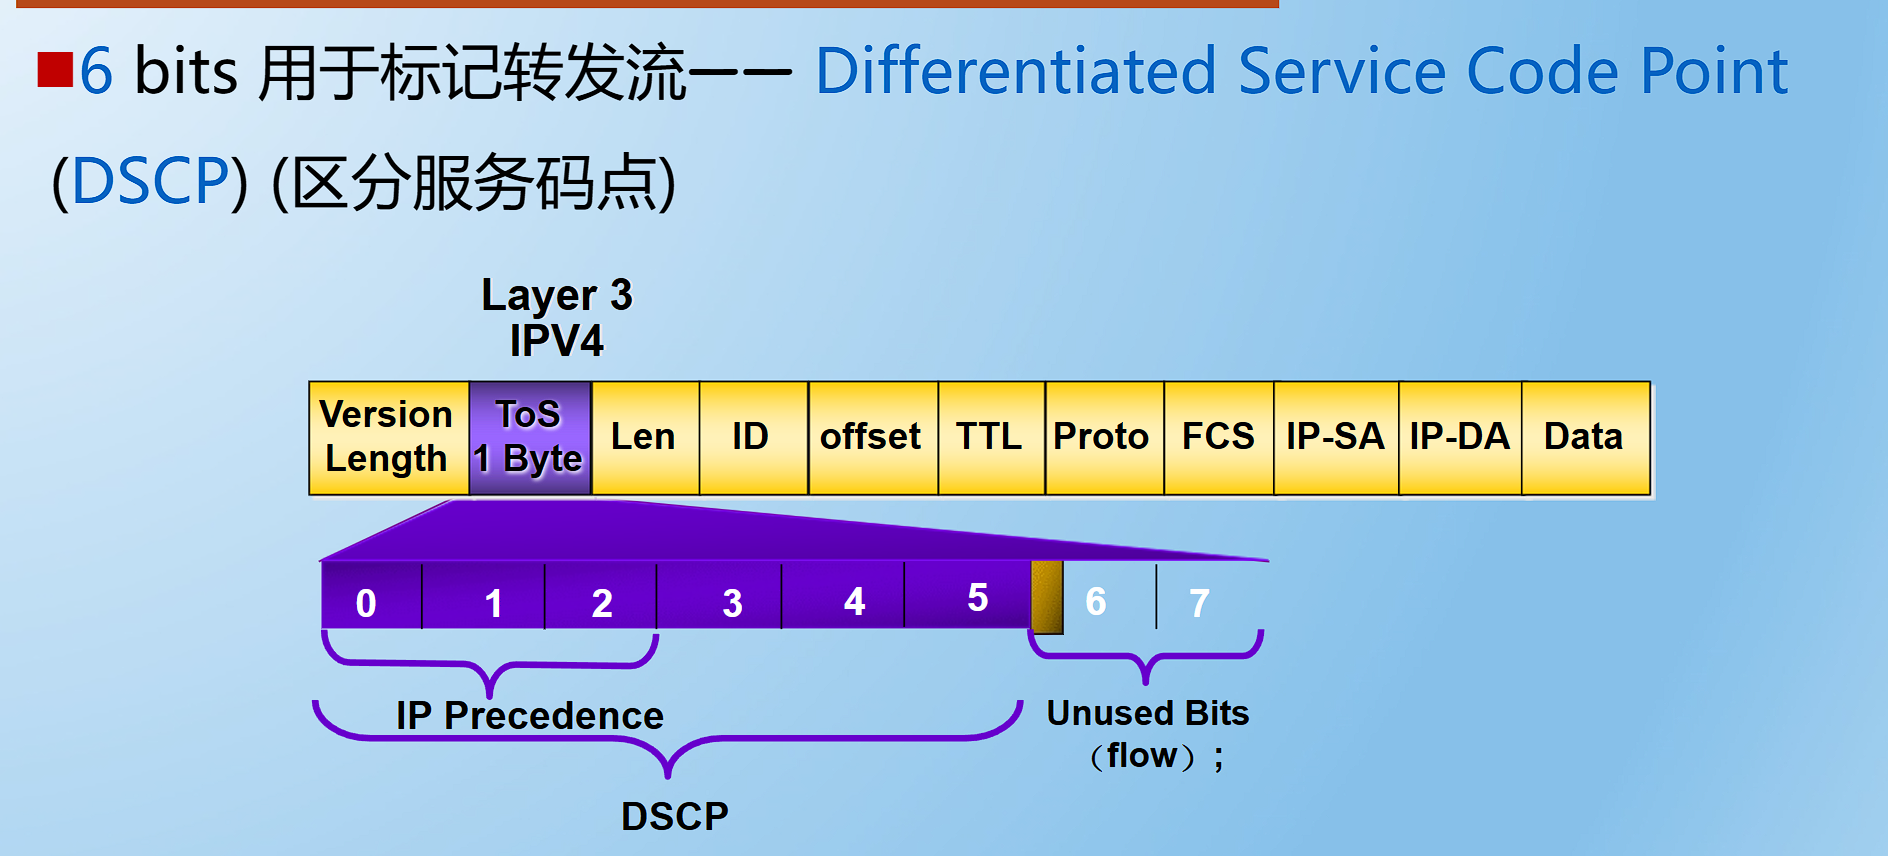 6 bits 用于标记转发流—— Differentiated Service Code Point
(DSCP) (区分服务码点)
Layer 3
IPV4
Version Length
ToS 1 Byte
Len
ID
offset
TTL
Proto
FCS
IP-SA
IP-DA
Data
0 1 2 3 4 5 6 7
IP Precedence
Unused Bits
（flow）;
DSCP